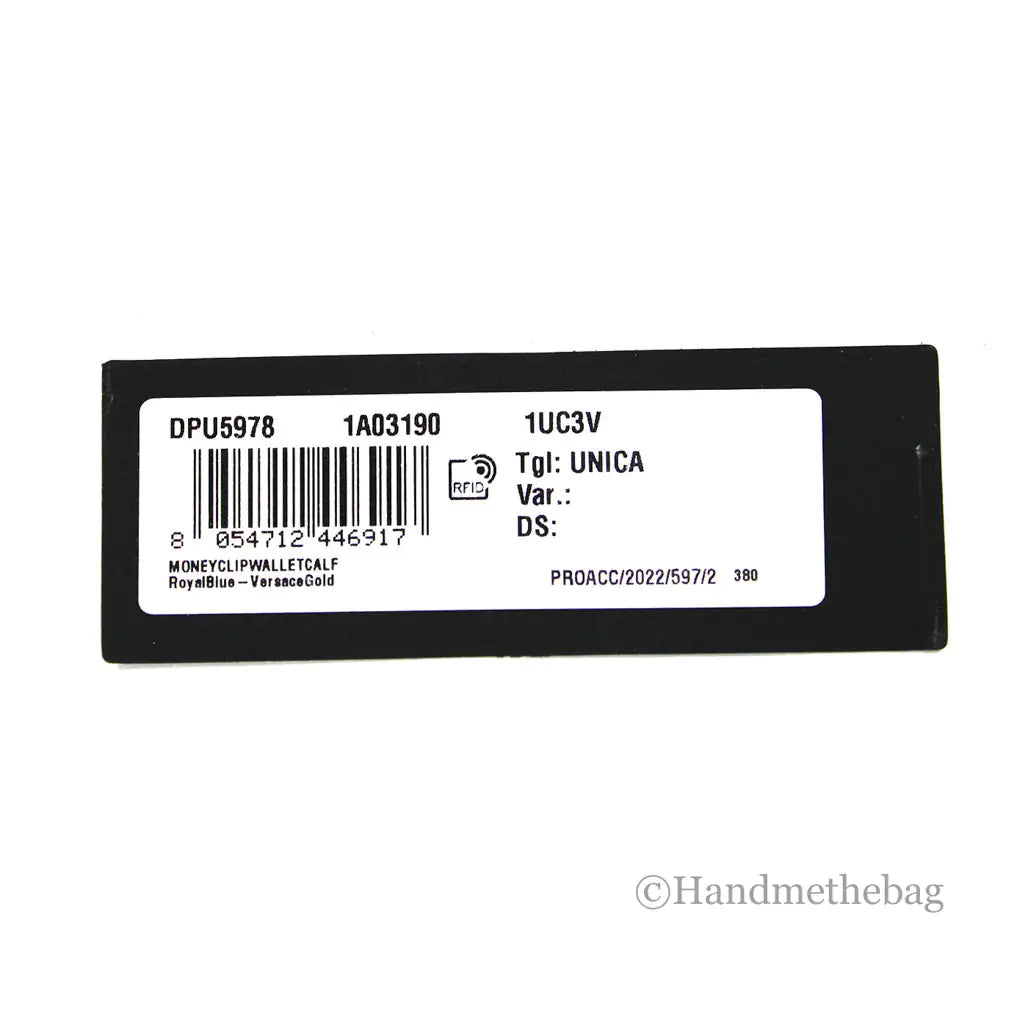 DPU5978 1A03190 1UC3V
RFID
Tgl: UNICA
Var.:
DS:
8 054712 446917
MONEYCLIPWALLETCALF
RoyalBlue-VersaceGold
PROACC/2022/597/2 380
©Handmethebag